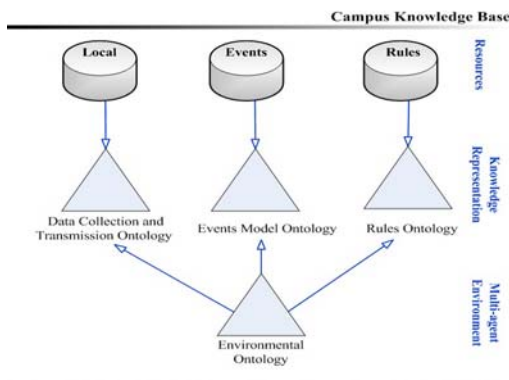 Campus Knowledge Base
Local
Events
Rules
Resources
Data Collection and
Transmission Ontology
Events Model Ontology
Rules Ontology
Knowledge
Representation
Environmental
Ontology
Multi-agent
Environment